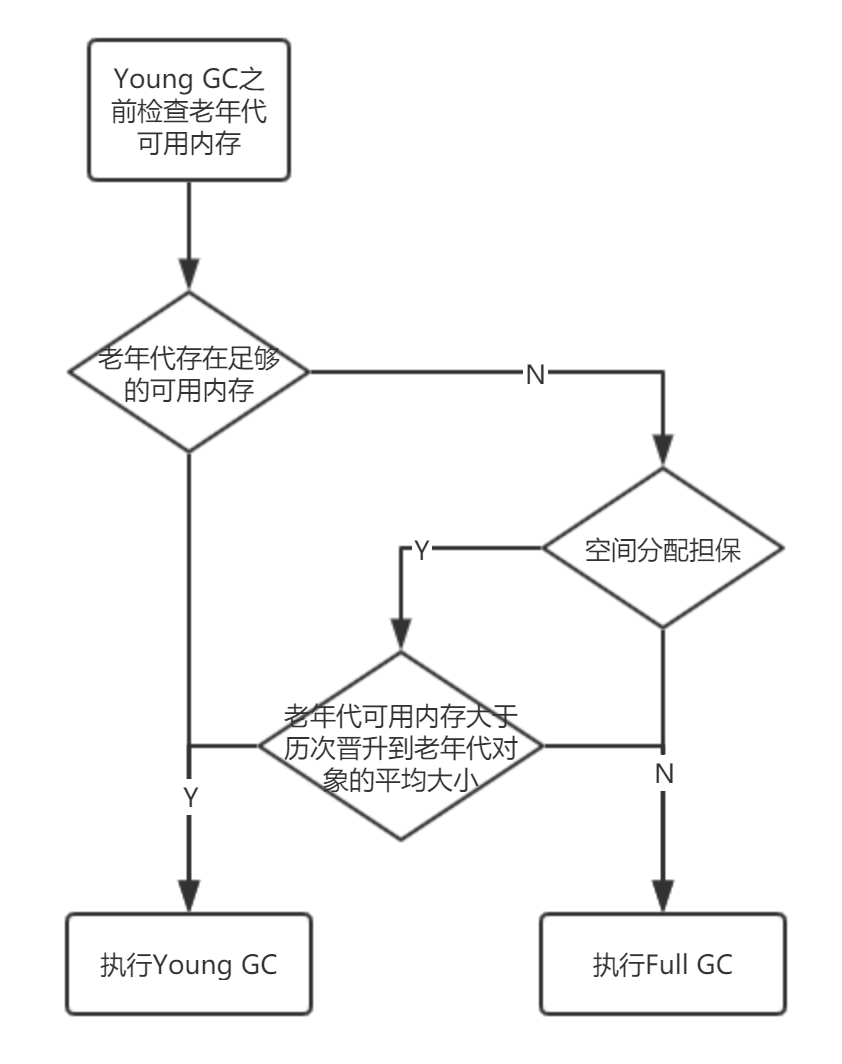 Young GC之
前检查老年代
可用内存
老年代存在足够
的可用内存
N
空间分配担保
Y
老年代可用内存大于
历次晋升到老年代对
象的平均大小
N
Y
执行Young GC
执行Full GC